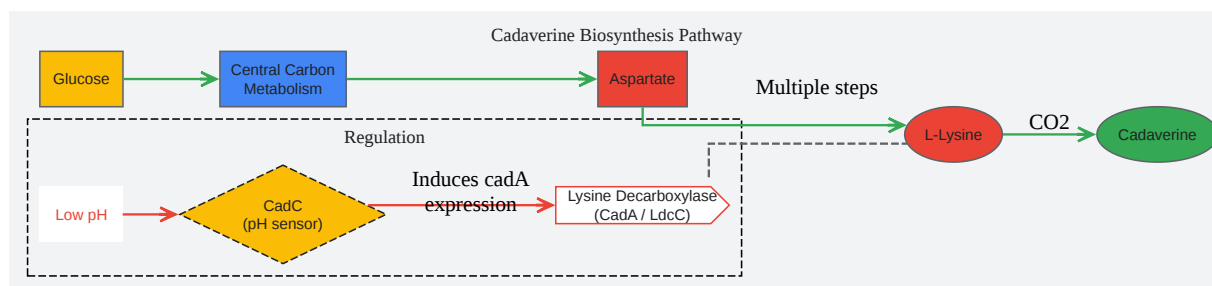 Cadaverine Biosynthesis Pathway
Glucose
Central Carbon
Metabolism
Aspartate
Multiple steps
L-Lysine
CO2
Cadaverine
Regulation
Low pH
CadC
(pH sensor)
Induces cadA
expression
Lysine Decarboxylase
(CadA / LdcC)